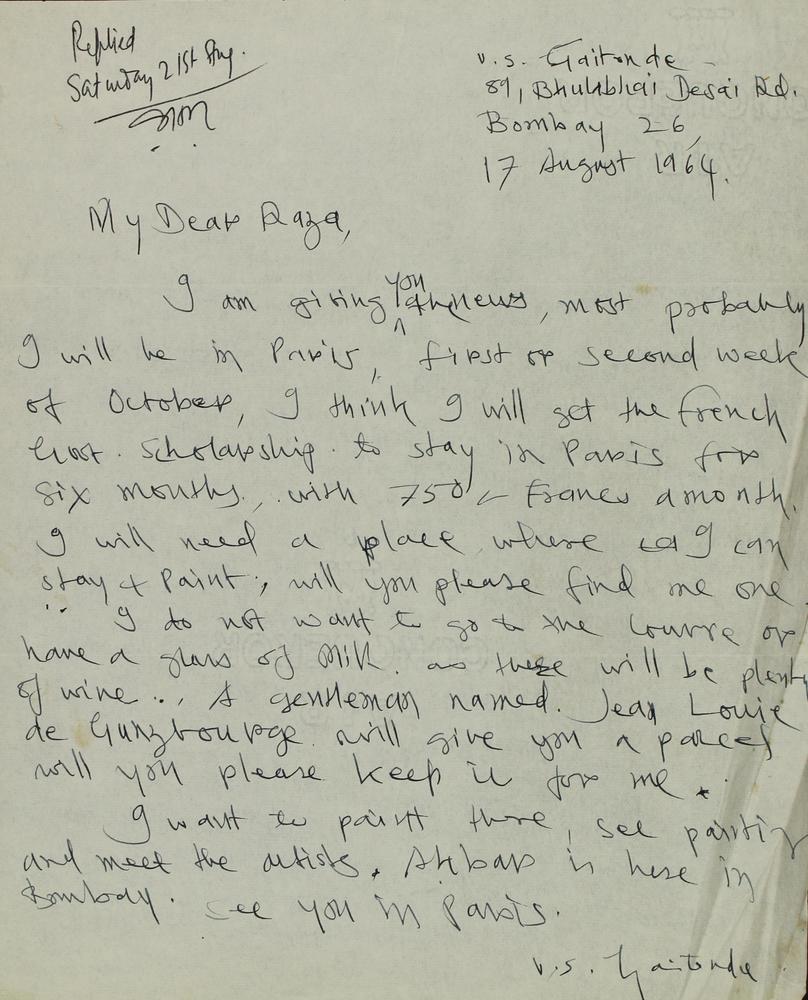 Replied
Saturday 21st Aug.
V. S. Gaitonde
89, Bhulabhai Desai Rd.
Bombay 26,
17 August 1964.
My Dear Raza,
I am giving you the news, most probably
I will be in Paris, first or second week
of October, I think I will get the french
Govt. Scholarship. to stay in Paris for
six months, with 750/- Francs a month.
I will need a place, where I can
stay & Paint, will you please find me one.
I do not want to go to the Louvre or
have a glass of Milk. as there will be plenty
of wine... A gentleman named. Jean Louie
de Gunzbourge will give you a parcel
will you please keep it for me.
I want to paint there, see painting
and meet the artists. Akbar is here in
Bombay. See you in Paris.
V. S. Gaitonde